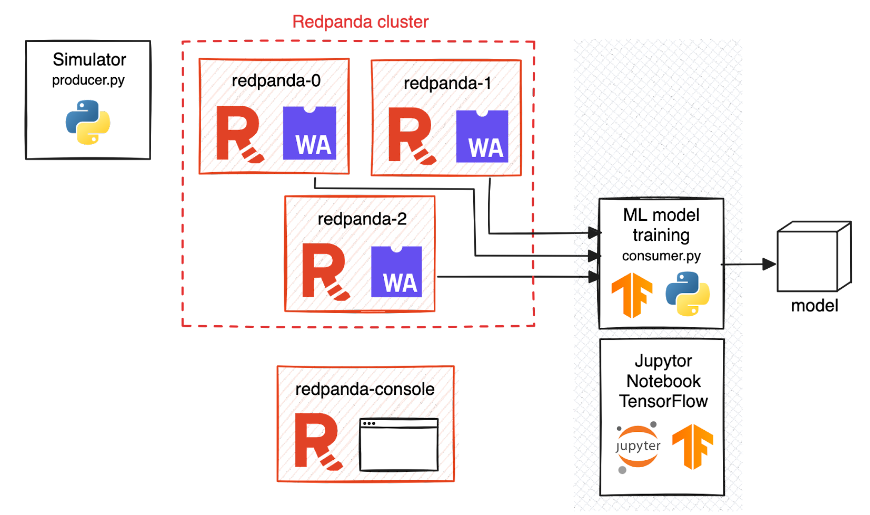 Redpanda cluster
Simulator
producer.py
redpanda-0
WA
redpanda-1
WA
redpanda-2
WA
ML model
training
consumer.py
model
redpanda-console
Jupytor
Notebook
TensorFlow
jupyter